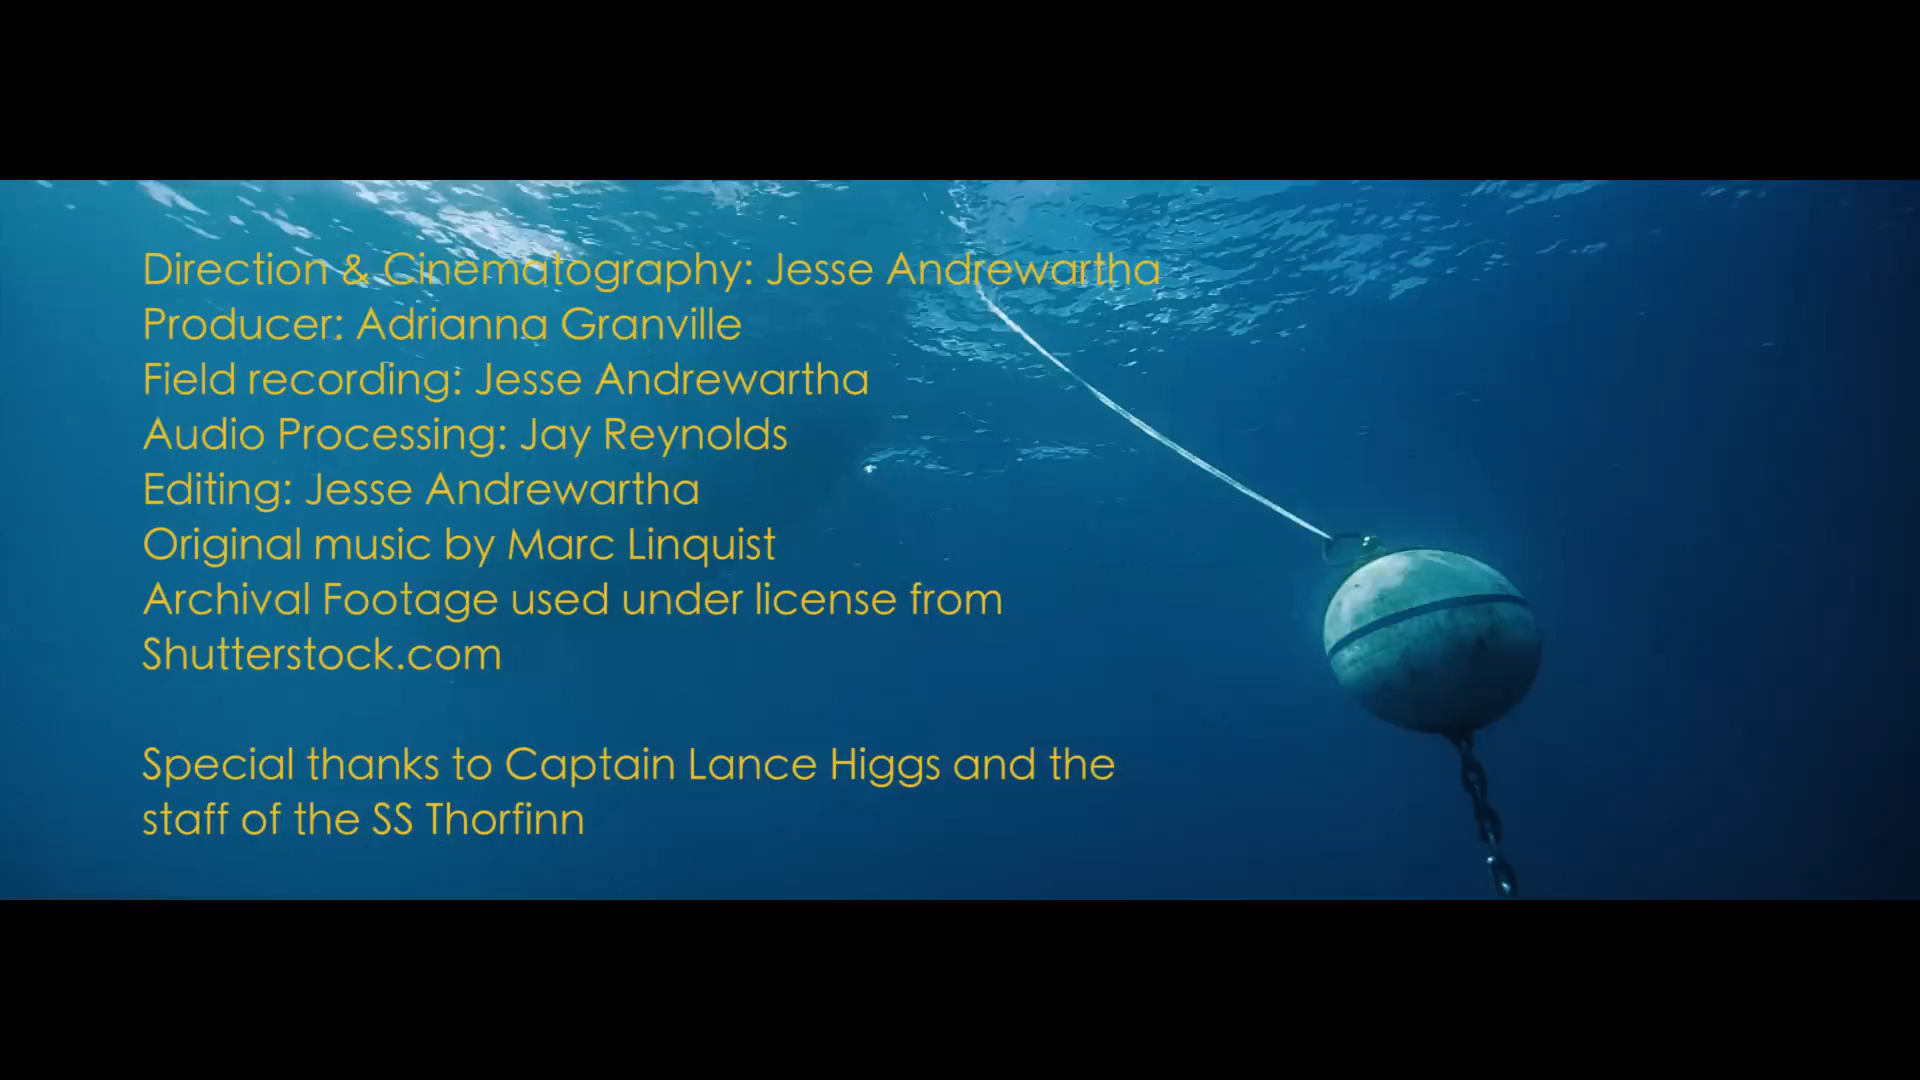 Direction & Cinematography: Jesse Andrewartha
Producer: Adrianna Granville
Field recording: Jesse Andrewartha
Audio Processing: Jay Reynolds
Editing: Jesse Andrewartha
Original music by Marc Linquist
Archival Footage used under license from
Shutterstock.com
Special thanks to Captain Lance Higgs and the
staff of the SS Thorfinn